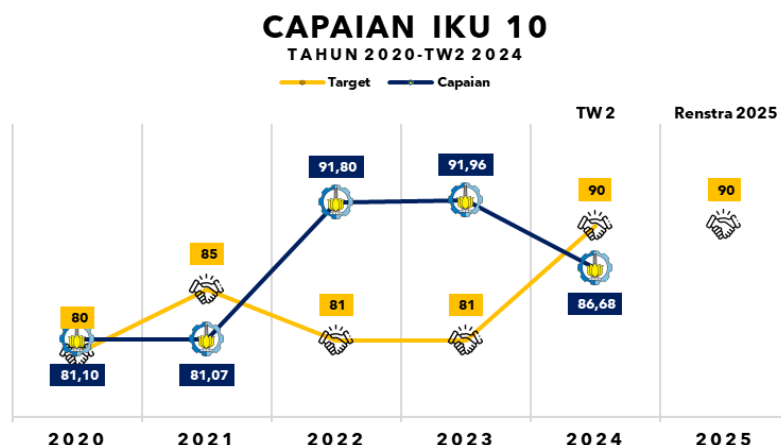 CAPAIAN IKU 10
TAHUN 2020-TW2 2024
Target Capaian
TW 2 Renstra 2025
91,80 91,96
90 90
85
80 81 81
86,68
81,10 81,07
2020 2021 2022 2023 2024 2025